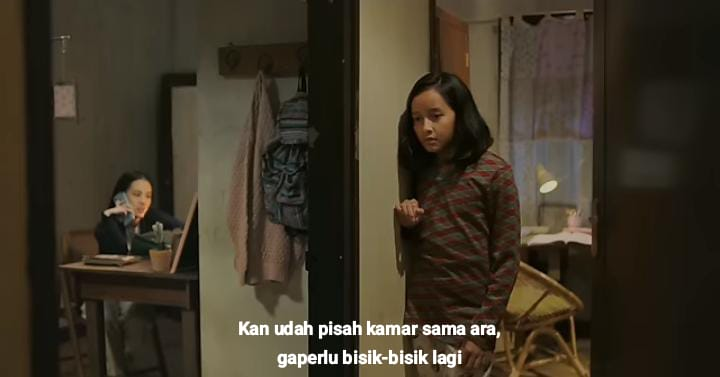 Kan udah pisah kamar sama ara,
gaperlu bisik-bisik lagi